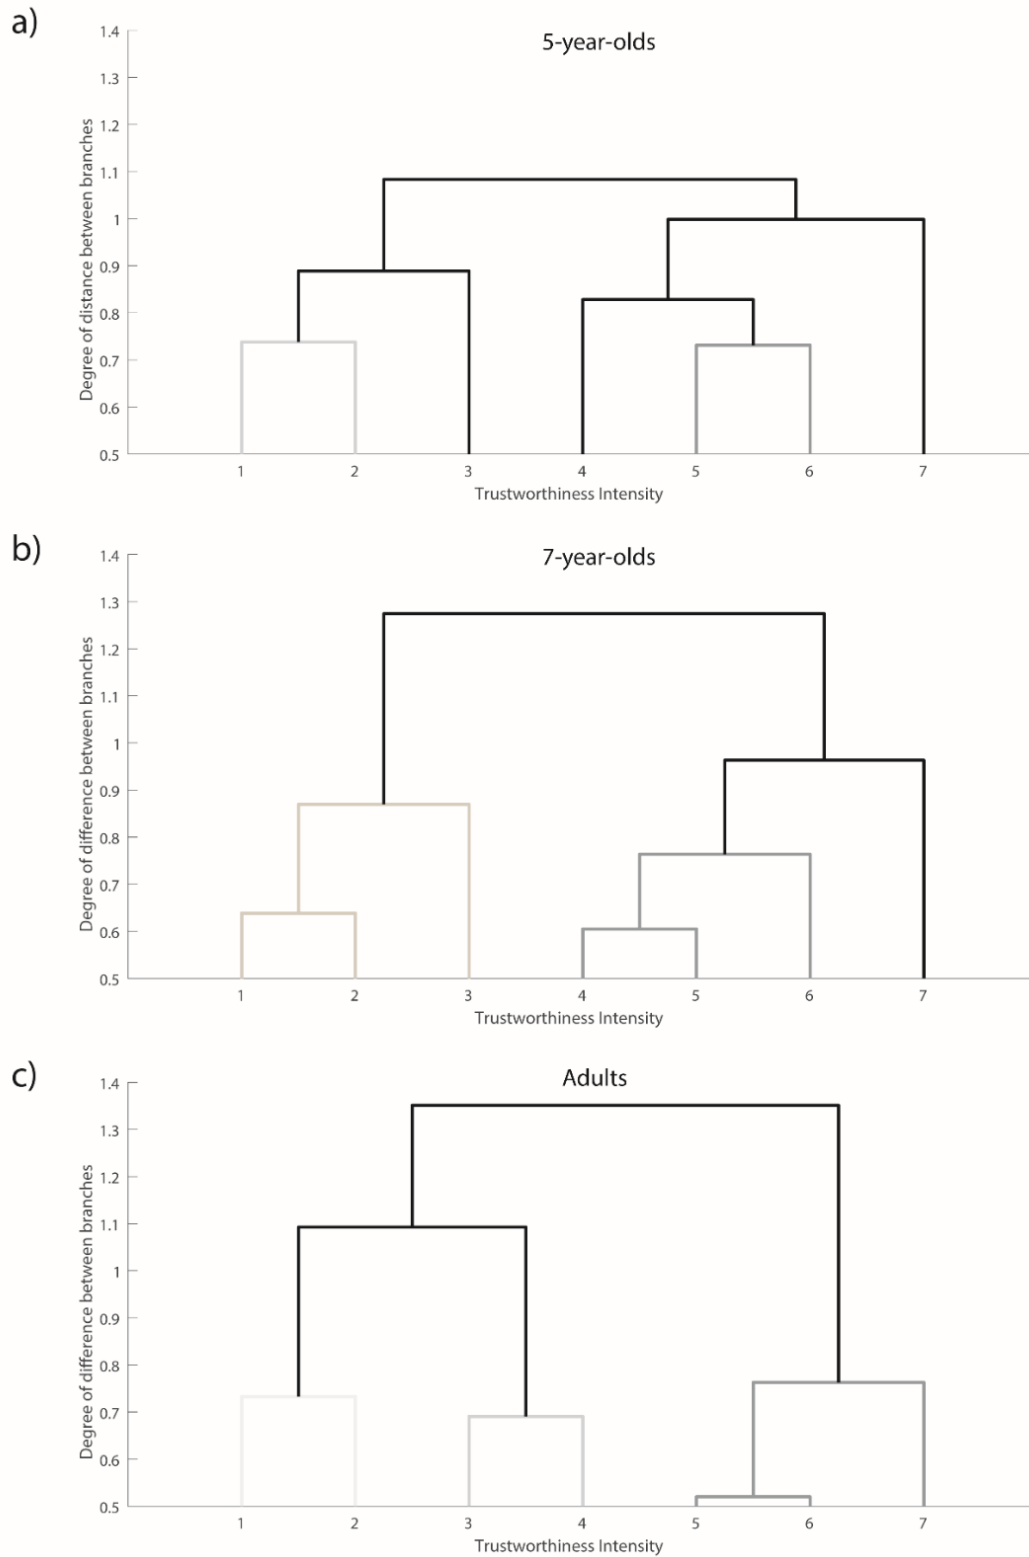 a)
5-year-olds
Degree of distance between branches
1.4
1.3
1.2
1.1
1
0.9
0.8
0.7
0.6
0.5
1 2 3 4 5 6 7
Trustworthiness Intensity
b)
7-year-olds
Degree of difference between branches
1.4
1.3
1.2
1.1
1
0.9
0.8
0.7
0.6
0.5
1 2 3 4 5 6 7
Trustworthiness Intensity
c)
Adults
Degree of difference between branches
1.4
1.3
1.2
1.1
1
0.9
0.8
0.7
0.6
0.5
1 2 3 4 5 6 7
Trustworthiness Intensity